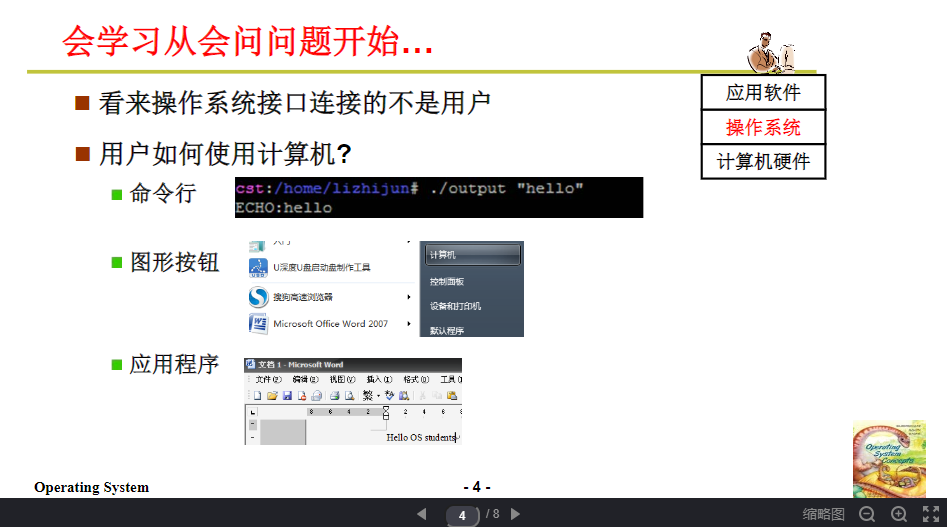 会学习从会问问题开始…
应用软件
操作系统
计算机硬件
看来操作系统接口连接的不是用户
用户如何使用计算机?
命令行
cst:/home/lizhijun# ./output "hello"
ECHO:hello
图形按钮
U深度U盘启动盘制作工具
搜狗高速浏览器
Microsoft Office Word 2007
计算机
控制面板
设备和打印机
默认程序
应用程序
文档 1 - Microsoft Word
文件(F) 编辑(E) 视图(V) 插入(I) 格式(O) 工具(
繁
8 6 4 2 2 4 6 8
Hello OS students
Operating System Concepts
Operating System
- 4 -
4 / 8
缩略图